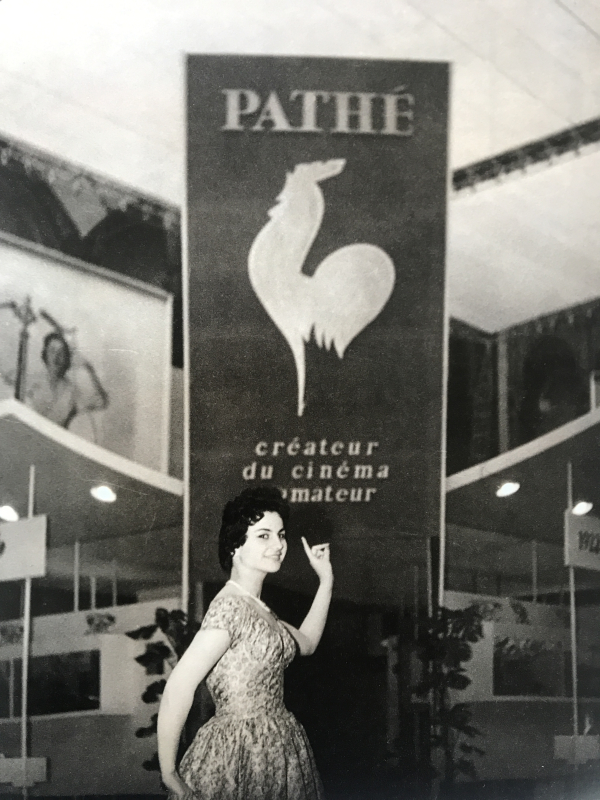 PATHÉ
créateur
du cinéma
amateur